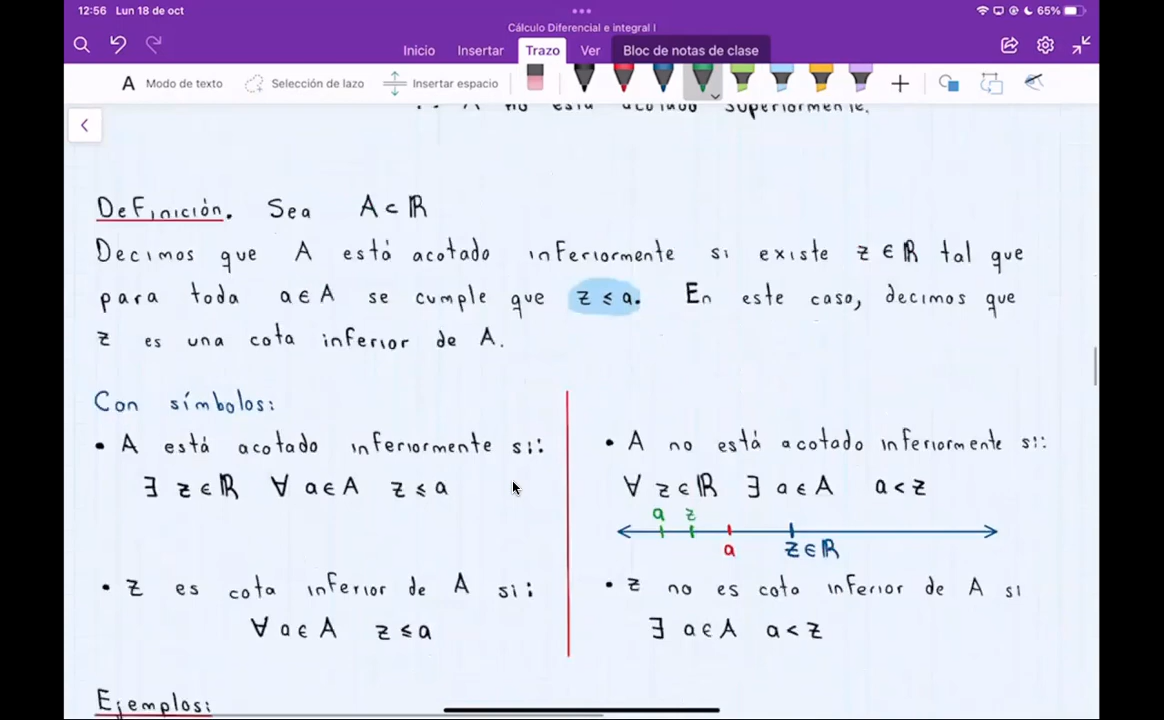 12:56 Lun 18 de oct
65%
Cálculo Diferencial e integral I
Inicio Insertar Trazo Ver Bloc de notas de clase
A Modo de texto Selección de lazo Insertar espacio
∴ A no está acotado superiormente.
Definición. Sea A ⊂ ℝ
Decimos que A está acotado inferiormente si existe z ∈ ℝ tal que
para toda a ∈ A se cumple que z ≤ a. En este caso, decimos que
z es una cota inferior de A.
Con símbolos:
• A está acotado inferiormente si:
∃ z ∈ ℝ ∀ a ∈ A z ≤ a
• z es cota inferior de A si:
∀ a ∈ A z ≤ a
• A no está acotado inferiormente si:
∀ z ∈ ℝ ∃ a ∈ A a < z
a z
a z ∈ ℝ
• z no es cota inferior de A si
∃ a ∈ A a < z
Ejemplos: